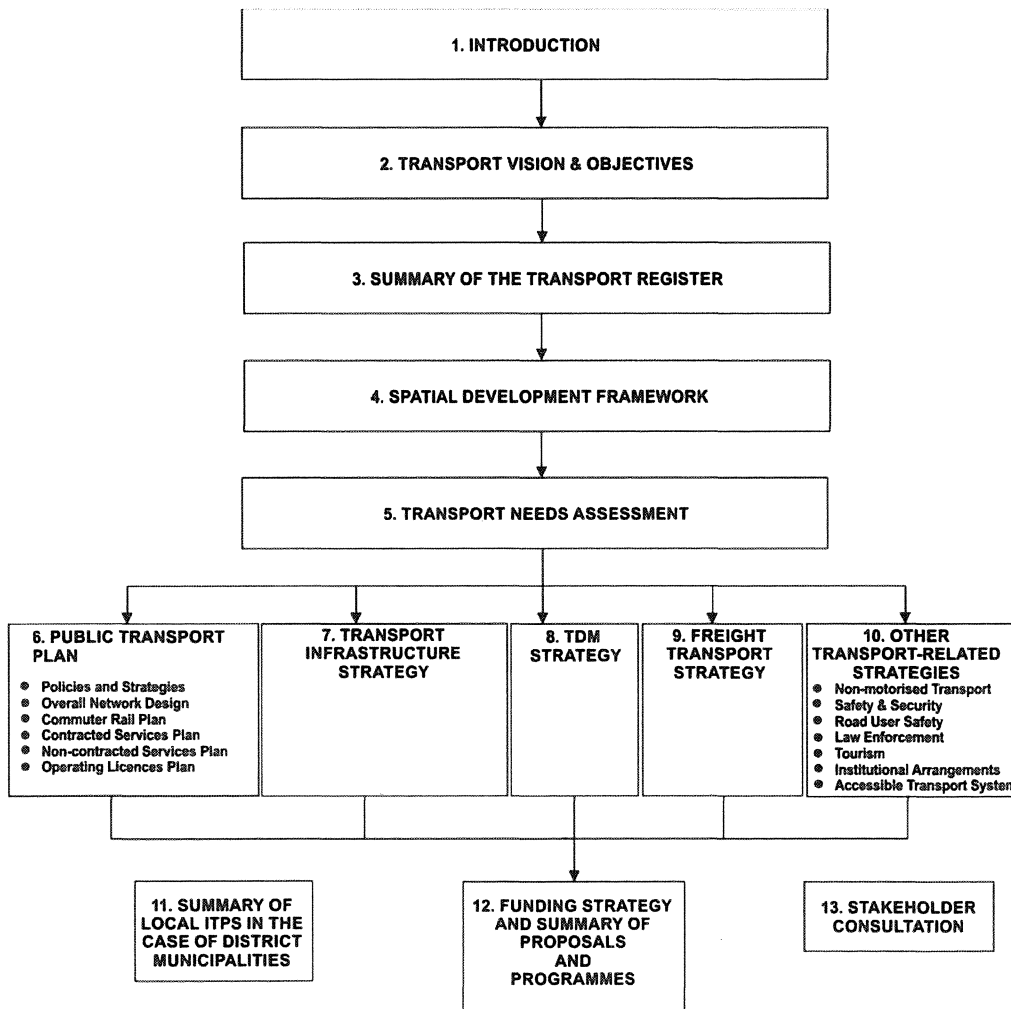 1. INTRODUCTION
2. TRANSPORT VISION & OBJECTIVES
3. SUMMARY OF THE TRANSPORT REGISTER
4. SPATIAL DEVELOPMENT FRAMEWORK
5. TRANSPORT NEEDS ASSESSMENT
6. PUBLIC TRANSPORT
PLAN
Policies and Strategies
Overall Network Design
Commuter Rail Plan
Contracted Services Plan
Non-contracted Services Plan
Operating Licences Plan
7. TRANSPORT
INFRASTRUCTURE
STRATEGY
8. TDM
STRATEGY
9. FREIGHT
TRANSPORT
STRATEGY
10. OTHER
TRANSPORT-RELATED
STRATEGIES
Non-motorised Transport
Safety & Security
Road User Safety
Law Enforcement
Tourism
Institutional Arrangements
Accessible Transport System
11. SUMMARY OF
LOCAL ITPS IN THE
CASE OF DISTRICT
MUNICIPALITIES
12. FUNDING STRATEGY
AND SUMMARY OF
PROPOSALS
AND
PROGRAMMES
13. STAKEHOLDER
CONSULTATION